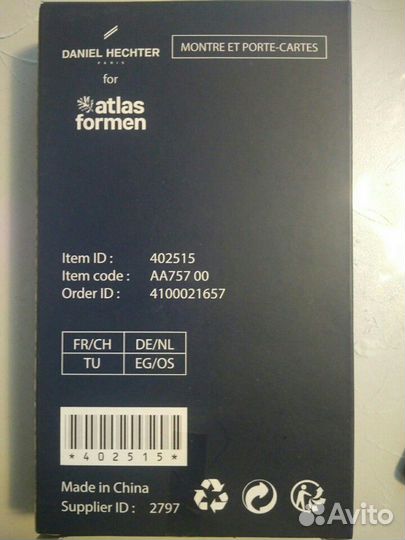 DANIEL HECHTER
PARIS
MONTRE ET PORTE-CARTES
for
atlas
formen
Item ID : 402515
Item code : AA757 00
Order ID : 4100021657
FR/CH DE/NL
TU EG/OS
*402515*
Made in China
Supplier ID : 2797
Avito